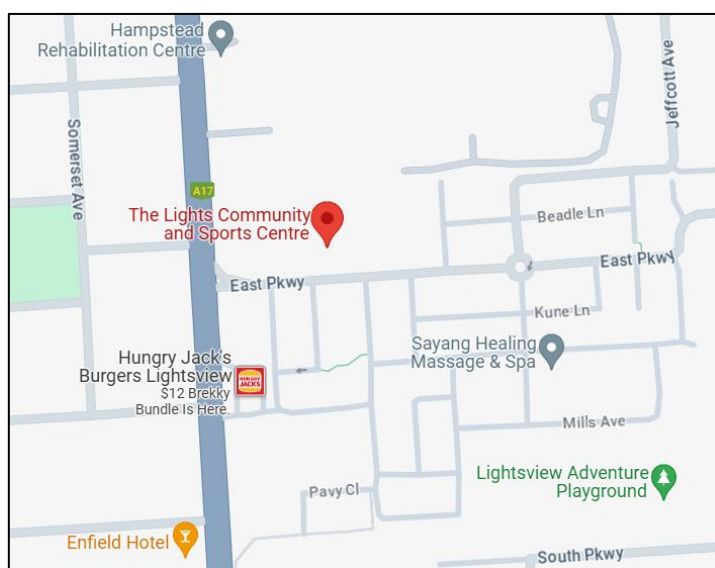 Hampstead
Rehabilitation Centre
Somerset Ave
Jeffcott Ave
A17
The Lights Community
and Sports Centre
Beadle Ln
East Pkwy
East Pkwy
Kune Ln
Sayang Healing
Massage & Spa
Hungry Jack's
Burgers Lightsview
$12 Brekky
Bundle Is Here.
HUNGRY
JACK'S
Mills Ave
Lightsview Adventure
Playground
Pavy Cl
Enfield Hotel
South Pkwy